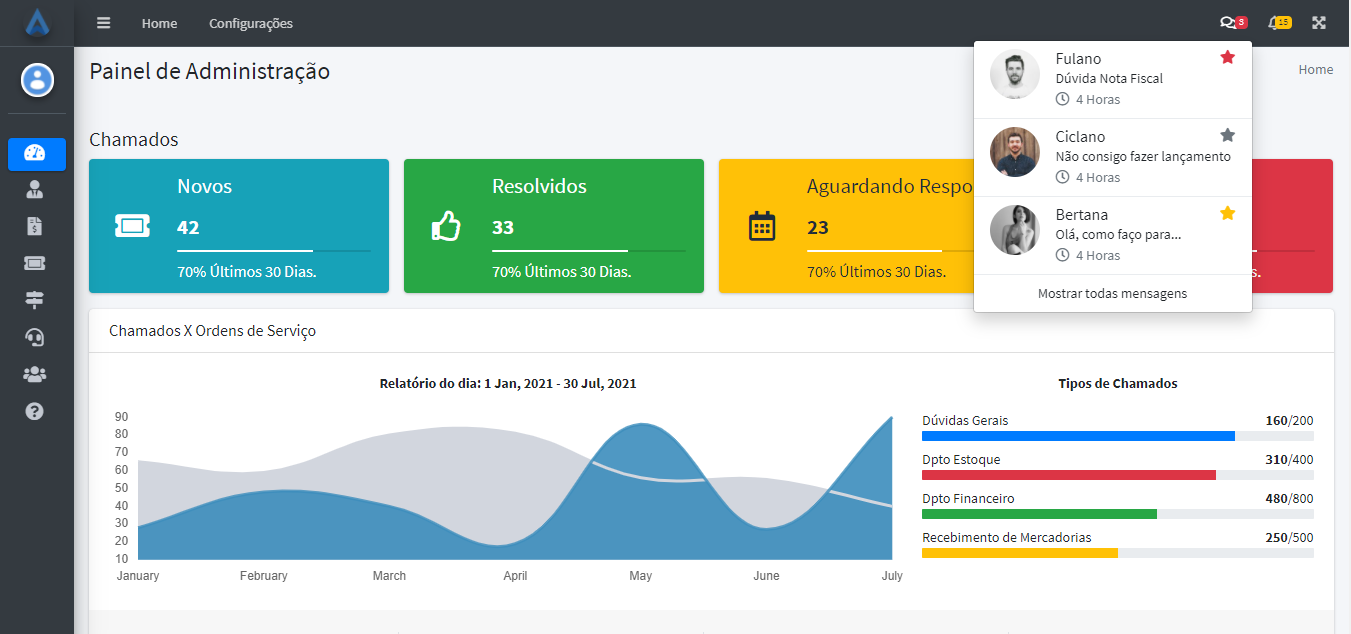 Home
Configurações
3
15
Painel de Administração
Home
Fulano
Dúvida Nota Fiscal
4 Horas
Ciclano
Não consigo fazer lançamento
4 Horas
Bertana
Olá, como faço para...
4 Horas
Mostrar todas mensagens
Chamados
Novos
42
70% Últimos 30 Dias.
Resolvidos
33
70% Últimos 30 Dias.
Aguardando Respo
23
70% Últimos 30 Dias.
s.
Chamados X Ordens de Serviço
Relatório do dia: 1 Jan, 2021 - 30 Jul, 2021
90
80
70
60
50
40
30
20
10
January February March April May June July
Tipos de Chamados
Dúvidas Gerais 160/200
Dpto Estoque 310/400
Dpto Financeiro 480/800
Recebimento de Mercadorias 250/500